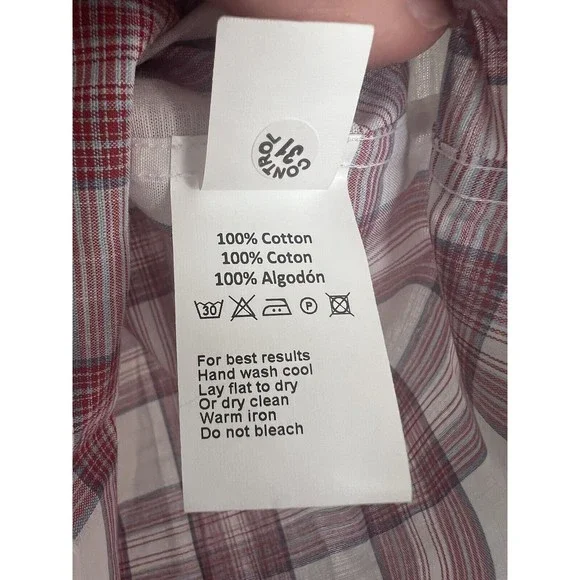 CONTROL
31
100% Cotton
100% Coton
100% Algodón
30 P
For best results
Hand wash cool
Lay flat to dry
Or dry clean
Warm iron
Do not bleach